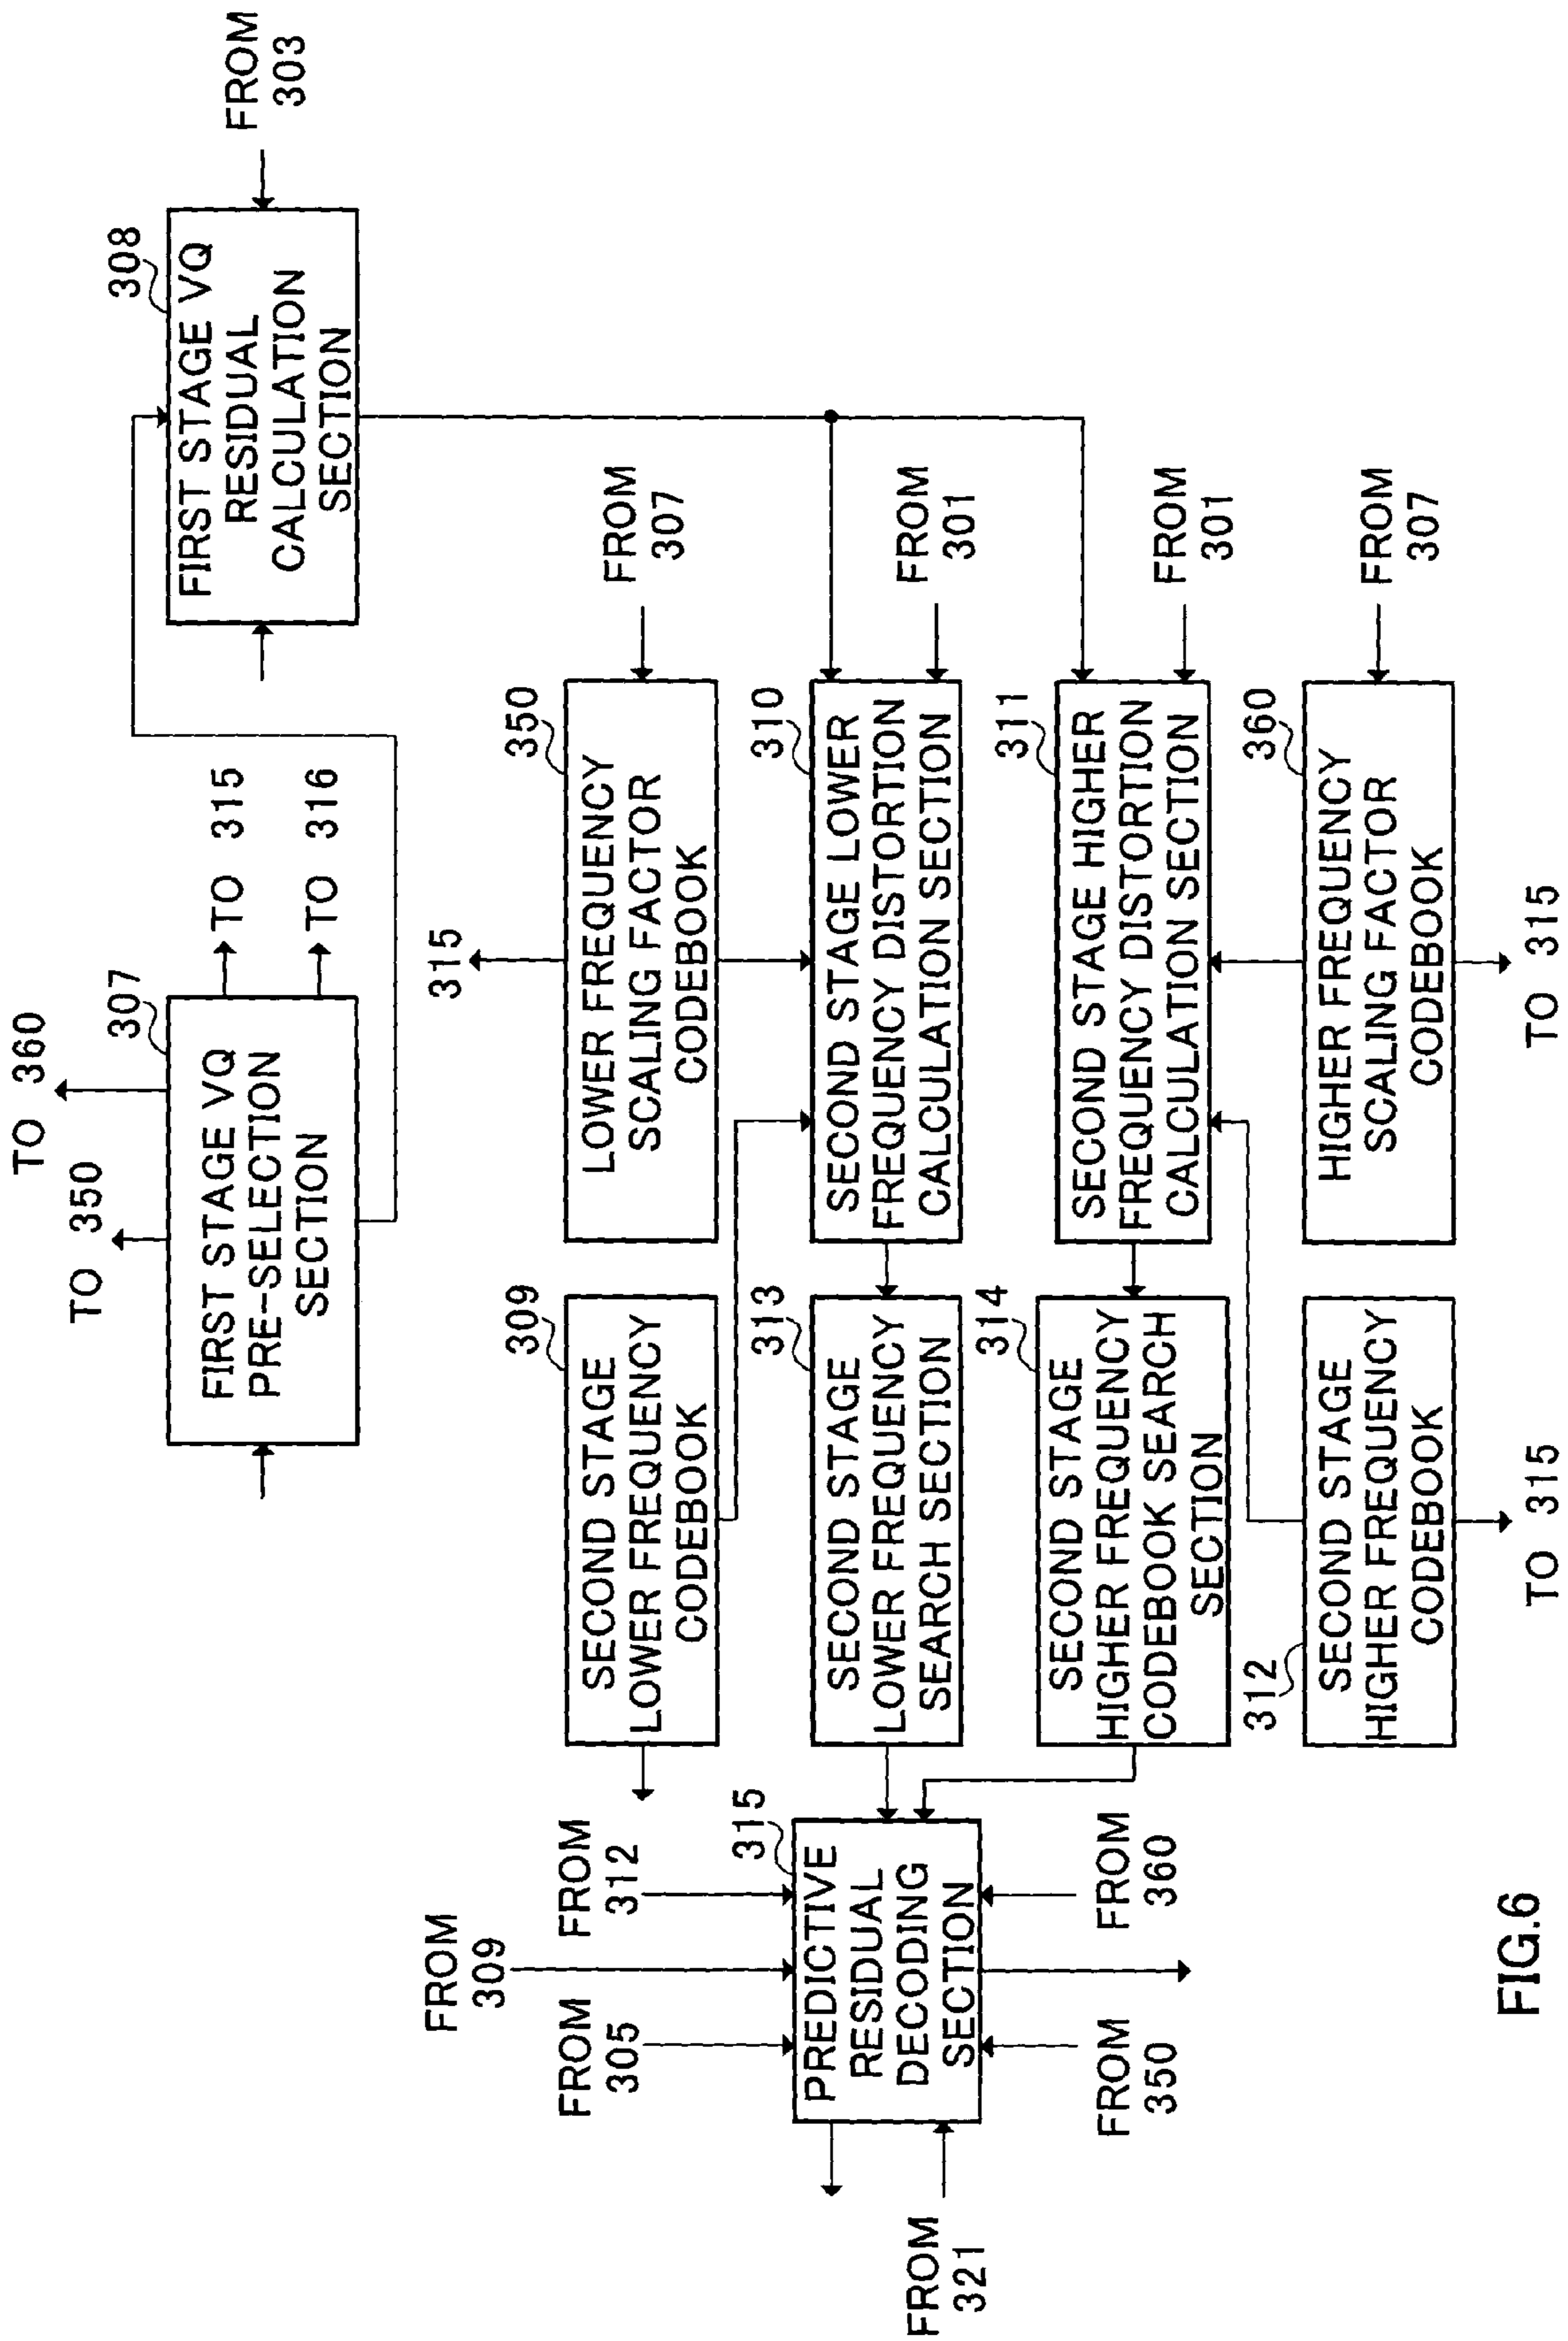 TO 360
TO 350
307
FIRST STAGE VQ
PRE-SELECTION
SECTION
TO 315
TO 316
308
FIRST STAGE VQ
RESIDUAL
CALCULATION
SECTION
FROM
303
315
309
SECOND STAGE
LOWER FREQUENCY
CODEBOOK
350
LOWER FREQUENCY
SCALING FACTOR
CODEBOOK
FROM
307
FROM
309
FROM
305
FROM
312
315
PREDICTIVE
RESIDUAL
DECODING
SECTION
FROM
321
FROM
350
FROM
360
313
SECOND STAGE
LOWER FREQUENCY
SEARCH SECTION
310
SECOND STAGE LOWER
FREQUENCY DISTORTION
CALCULATION SECTION
FROM
301
314
SECOND STAGE
HIGHER FREQUENCY
CODEBOOK SEARCH
SECTION
311
SECOND STAGE HIGHER
FREQUENCY DISTORTION
CALCULATION SECTION
FROM
301
312
SECOND STAGE
HIGHER FREQUENCY
CODEBOOK
TO 315
360
HIGHER FREQUENCY
SCALING FACTOR
CODEBOOK
TO 315
FROM
307
FIG.6